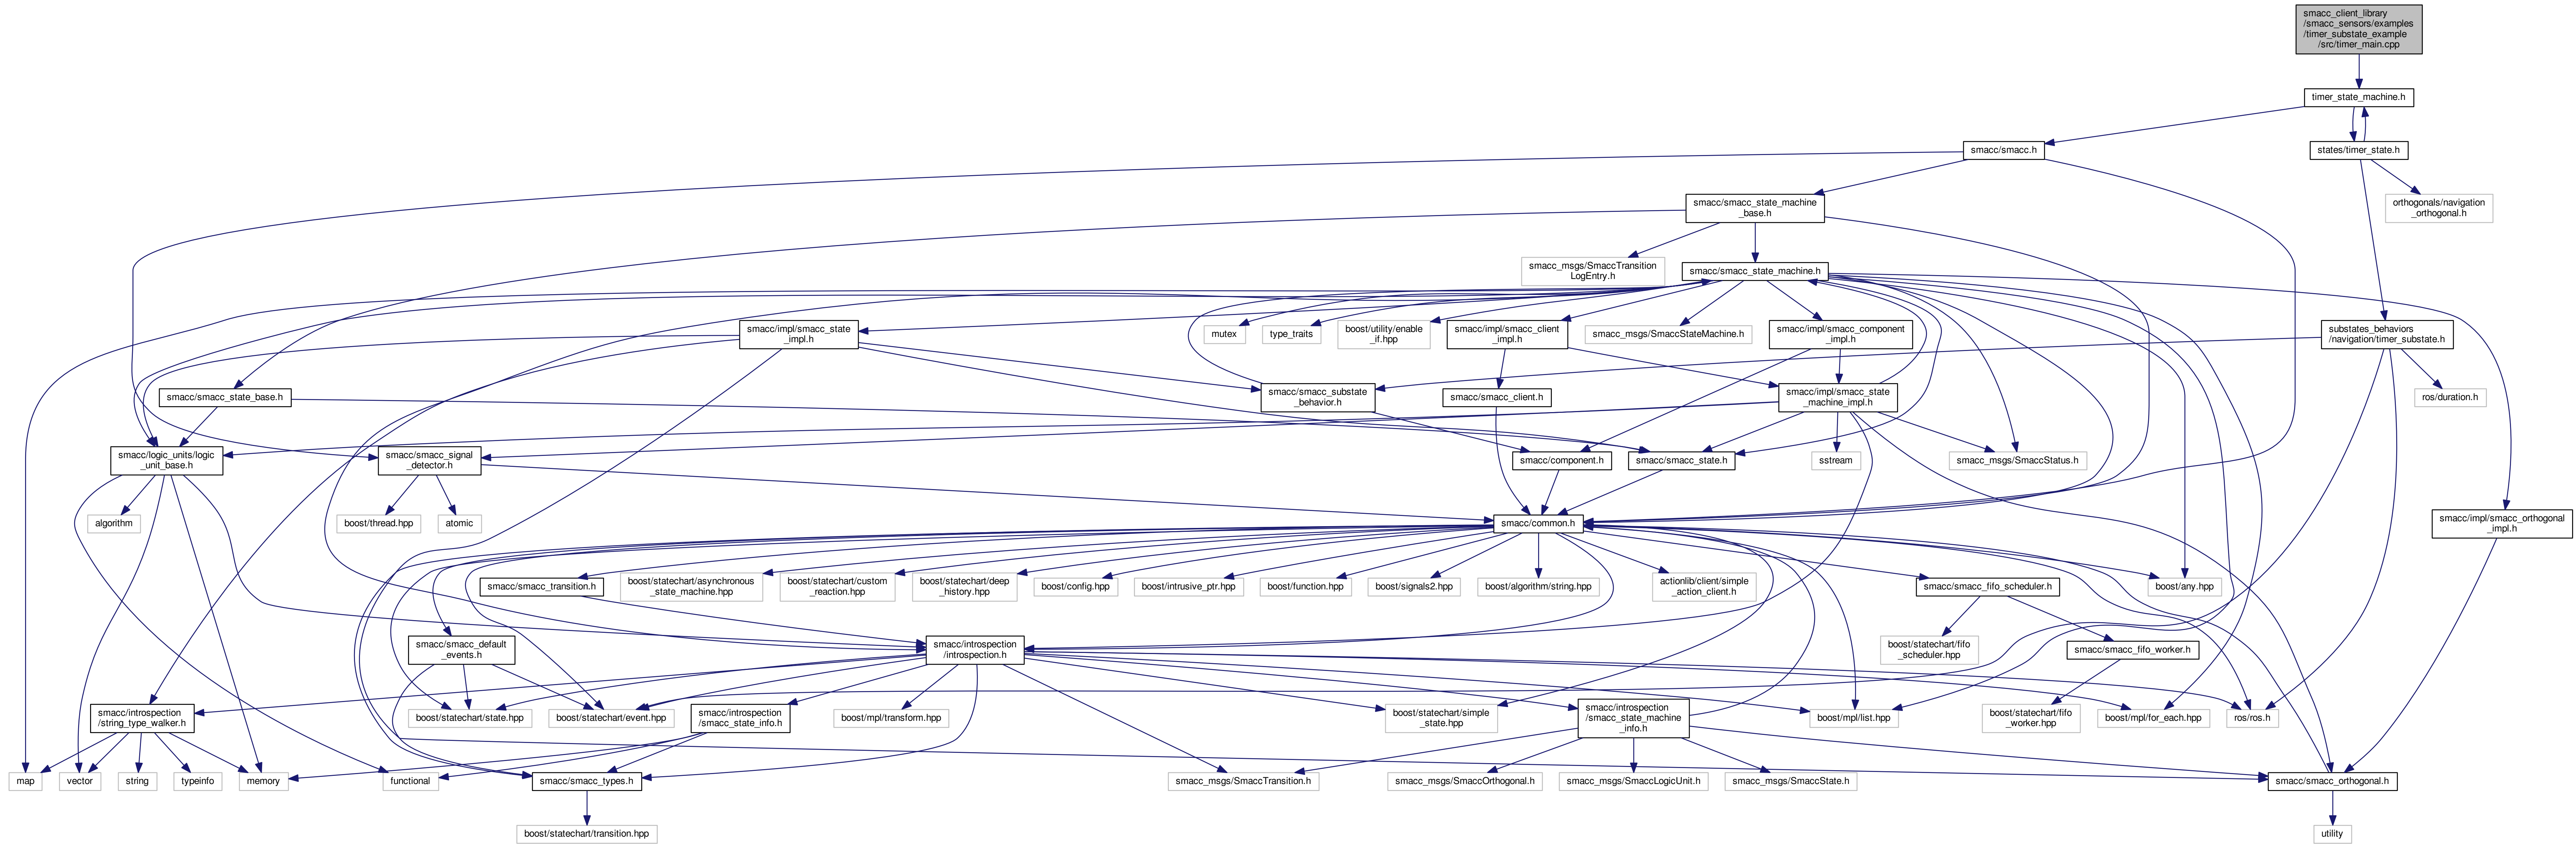 smacc_client_library
/smacc_sensors/examples
/timer_substate_example
/src/timer_main.cpp
timer_state_machine.h
smacc/smacc.h
states/timer_state.h
smacc/smacc_state_machine
_base.h
orthogonals/navigation
_orthogonal.h
smacc_msgs/SmaccTransition
LogEntry.h
smacc/smacc_state_machine.h
smacc/impl/smacc_state
_impl.h
mutex
type_traits
boost/utility/enable
_if.hpp
smacc/impl/smacc_client
_impl.h
smacc_msgs/SmaccStateMachine.h
smacc/impl/smacc_component
_impl.h
substates_behaviors
/navigation/timer_substate.h
smacc/smacc_state_base.h
smacc/smacc_substate
_behavior.h
smacc/smacc_client.h
smacc/impl/smacc_state
_machine_impl.h
ros/duration.h
smacc/logic_units/logic
_unit_base.h
smacc/smacc_signal
_detector.h
smacc/component.h
smacc/smacc_state.h
sstream
smacc_msgs/SmaccStatus.h
algorithm
boost/thread.hpp
atomic
smacc/common.h
smacc/impl/smacc_orthogonal
_impl.h
smacc/smacc_transition.h
boost/statechart/asynchronous
_state_machine.hpp
boost/statechart/custom
_reaction.hpp
boost/statechart/deep
_history.hpp
boost/config.hpp
boost/intrusive_ptr.hpp
boost/function.hpp
boost/signals2.hpp
boost/algorithm/string.hpp
actionlib/client/simple
_action_client.h
smacc/smacc_fifo_scheduler.h
boost/any.hpp
smacc/smacc_default
_events.h
smacc/introspection
/introspection.h
boost/statechart/fifo
_scheduler.hpp
smacc/smacc_fifo_worker.h
smacc/introspection
/string_type_walker.h
boost/statechart/state.hpp
boost/statechart/event.hpp
smacc/introspection
/smacc_state_info.h
boost/mpl/transform.hpp
boost/statechart/simple
_state.hpp
smacc/introspection
/smacc_state_machine
_info.h
boost/mpl/list.hpp
boost/statechart/fifo
_worker.hpp
boost/mpl/for_each.hpp
ros/ros.h
map
vector
string
typeinfo
memory
functional
smacc/smacc_types.h
smacc_msgs/SmaccTransition.h
smacc_msgs/SmaccOrthogonal.h
smacc_msgs/SmaccLogicUnit.h
smacc_msgs/SmaccState.h
smacc/smacc_orthogonal.h
boost/statechart/transition.hpp
utility